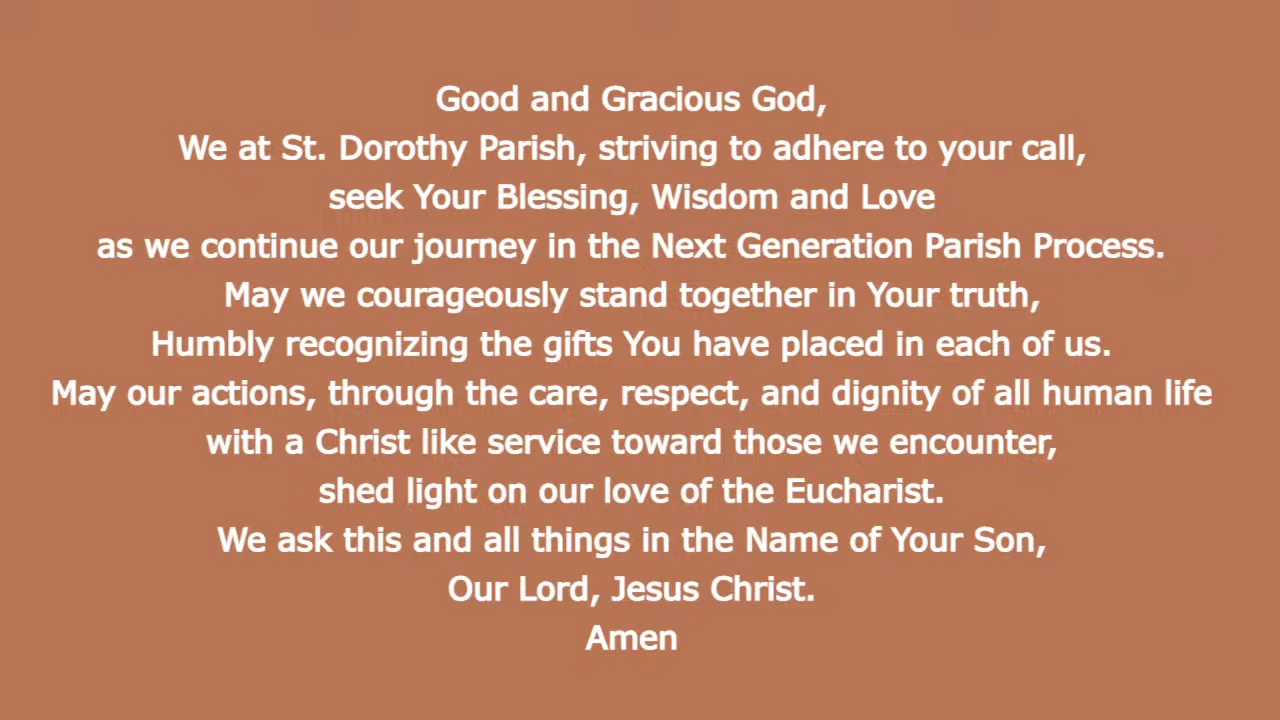 Good and Gracious God,
We at St. Dorothy Parish, striving to adhere to your call,
seek Your Blessing, Wisdom and Love
as we continue our journey in the Next Generation Parish Process.
May we courageously stand together in Your truth,
Humbly recognizing the gifts You have placed in each of us.
May our actions, through the care, respect, and dignity of all human life
with a Christ like service toward those we encounter,
shed light on our love of the Eucharist.
We ask this and all things in the Name of Your Son,
Our Lord, Jesus Christ.
Amen